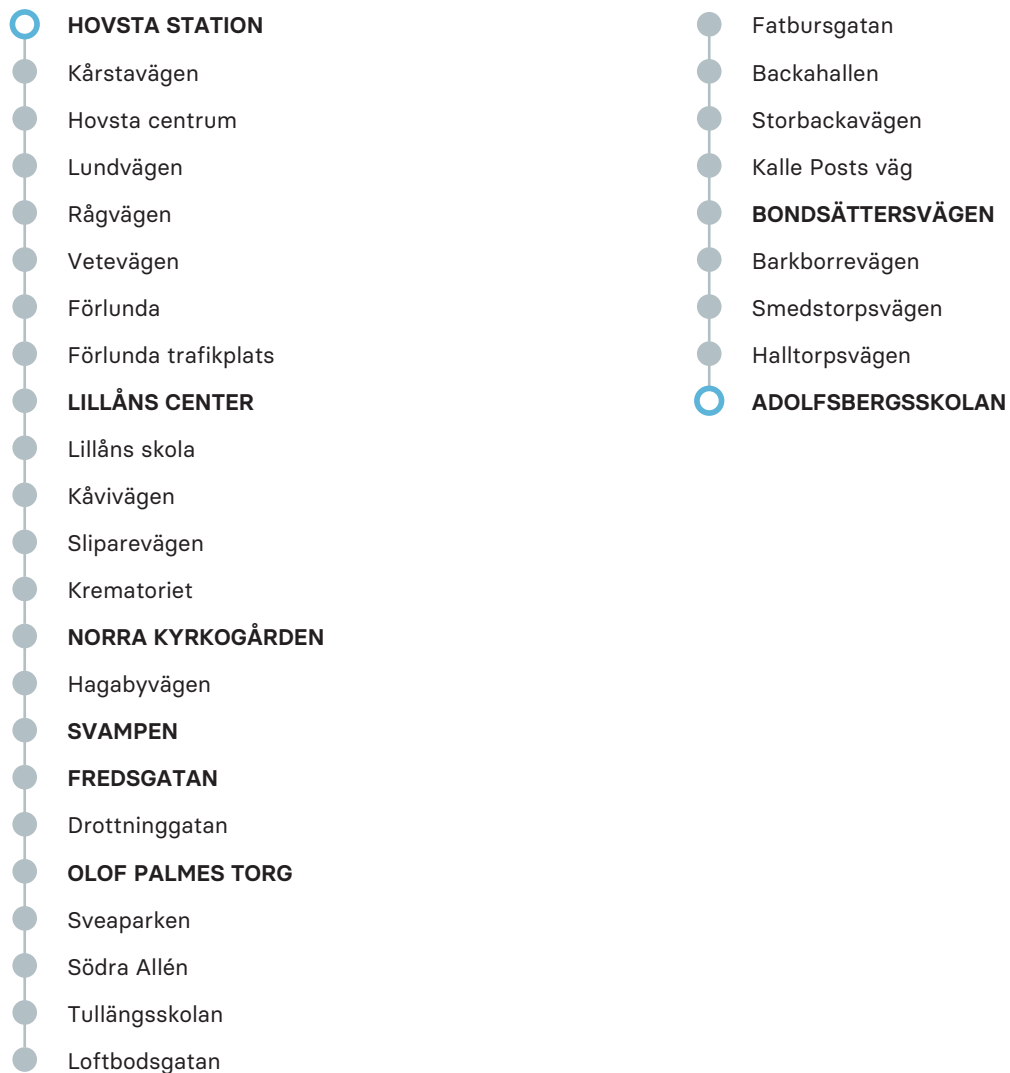 HOVSTA STATION
Kårstavägen
Hovsta centrum
Lundvägen
Rågvägen
Vetevägen
Förlunda
Förlunda trafikplats
LILLÅNS CENTER
Lillåns skola
Kåvivägen
Sliparevägen
Krematoriet
NORRA KYRKOGÅRDEN
Hagabyvägen
SVAMPEN
FREDSGATAN
Drottninggatan
OLOF PALMES TORG
Sveaparken
Södra Allén
Tullängsskolan
Loftbodsgatan
Fatbursgatan
Backahallen
Storbackavägen
Kalle Posts väg
BONDSÄTTERSVÄGEN
Barkborrevägen
Smedstorpsvägen
Halltorpsvägen
ADOLFSBERGSSKOLAN